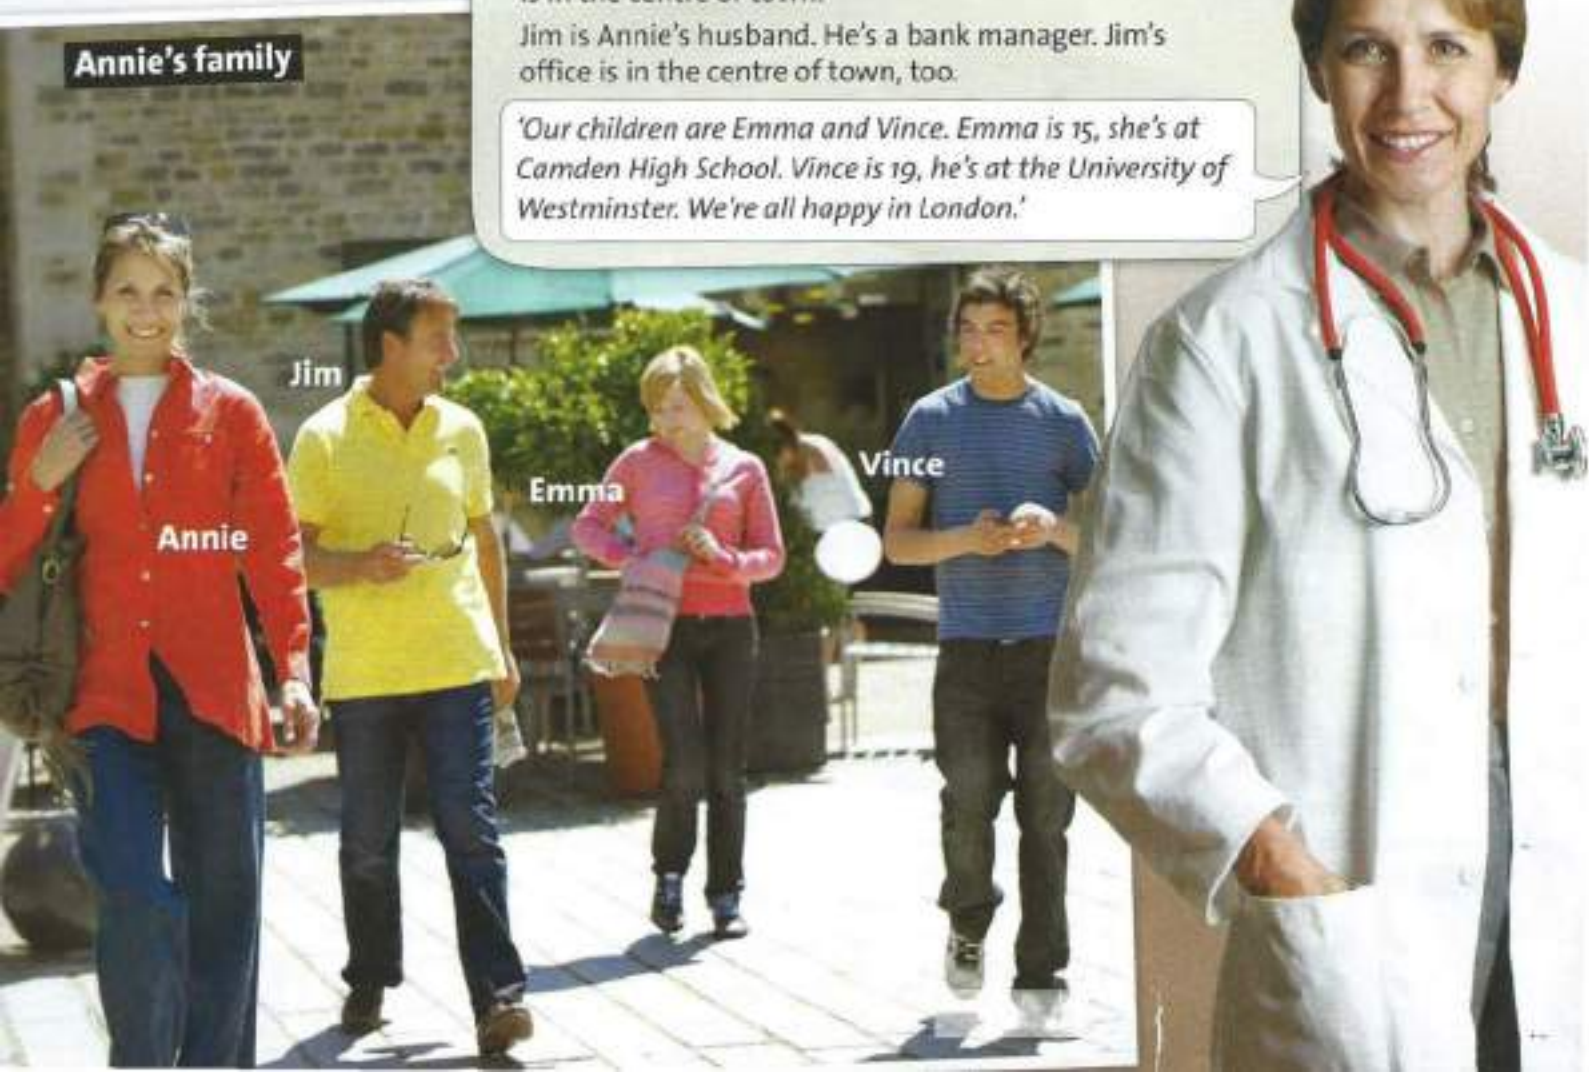 Annie's family
Jim is Annie's husband. He's a bank manager. Jim's
office is in the centre of town, too.
'Our children are Emma and Vince. Emma is 15, she's at
Camden High School. Vince is 19, he's at the University of
Westminster. We're all happy in London.'
Jim
Emma
Vince
Annie